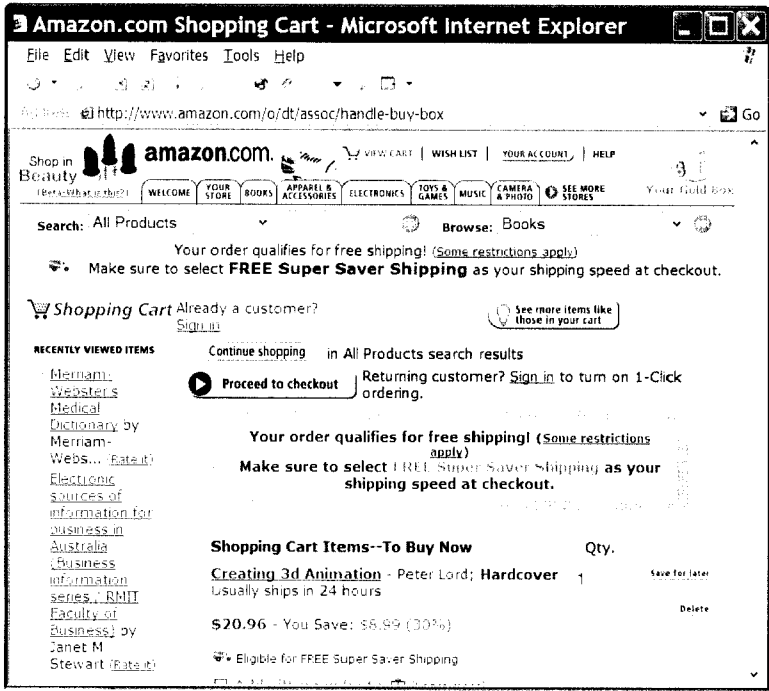 Amazon.com Shopping Cart - Microsoft Internet Explorer
File Edit View Favorites Tools Help
http://www.amazon.com/o/dt/assoc/handle-buy-box Go
Shop in Beauty (Beta-What is this?)
amazon.com. VIEW CART | WISH LIST | YOUR ACCOUNT | HELP
WELCOME YOUR STORE BOOKS APPAREL & ACCESSORIES ELECTRONICS TOYS & GAMES MUSIC CAMERA & PHOTO SEE MORE STORES
Your Gold Box
Search: All Products Browse: Books
Your order qualifies for free shipping! (Some restrictions apply)
Make sure to select FREE Super Saver Shipping as your shipping speed at checkout.
Shopping Cart Already a customer?
Sign in
See more items like
those in your cart
RECENTLY VIEWED ITEMS
Merriam-
Webster's
Medical
Dictionary by
Merriam-
Webs... (Rate it)
Electronic
sources of
information for
business in
Australia
(Business
information
series / RMIT
Faculty of
Business) by
Janet M
Stewart (Rate it)
Continue shopping in All Products search results
Proceed to checkout
Returning customer? Sign in to turn on 1-Click
ordering.
Your order qualifies for free shipping! (Some restrictions
apply)
Make sure to select FREE Super Saver Shipping as your
shipping speed at checkout.
Shopping Cart Items--To Buy Now Qty.
Creating 3d Animation - Peter Lord; Hardcover 1 Save for later
Usually ships in 24 hours
Delete
$20.96 - You Save: $8.99 (30%)
Eligible for FREE Super Saver Shipping